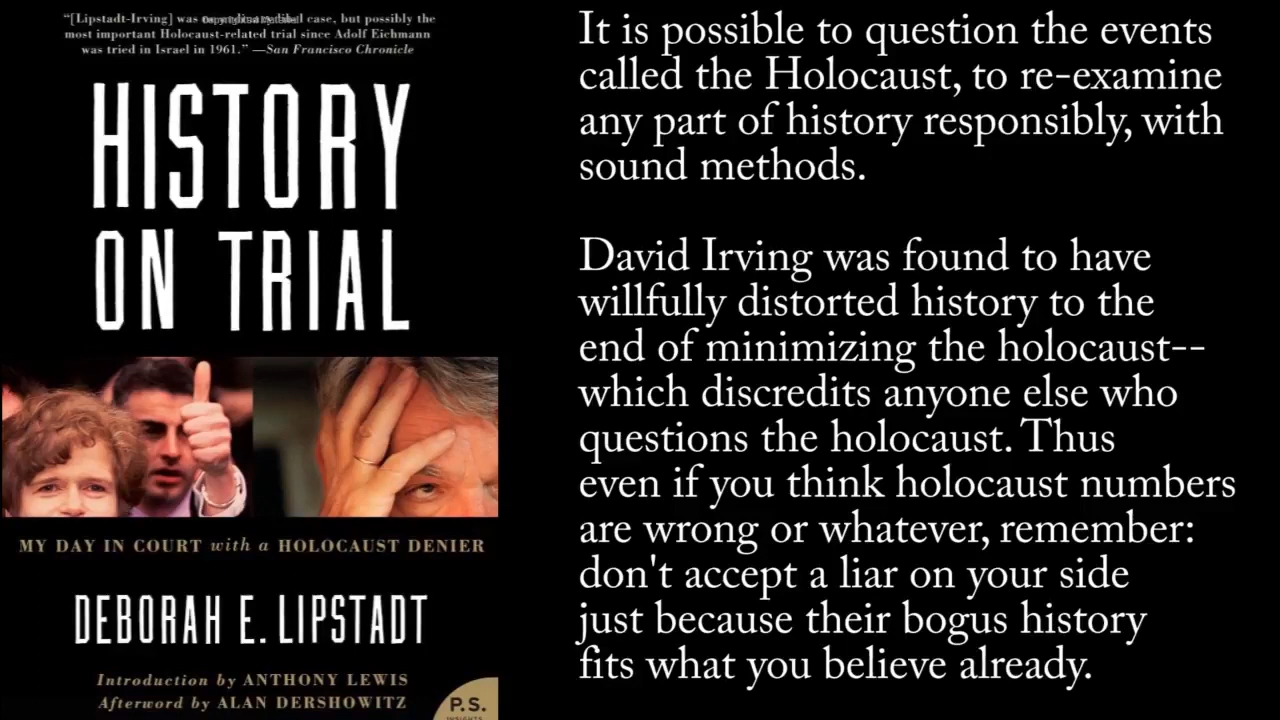 "[Lipstadt-Irving] was case, but possibly the
most important Holocaust-related trial since Adolf Eichmann
was tried in Israel in 1961." —San Francisco Chronicle
HISTORY
ON TRIAL
MY DAY IN COURT with a HOLOCAUST DENIER
DEBORAH E. LIPSTADT
Introduction by ANTHONY LEWIS
Afterword by ALAN DERSHOWITZ
P.S.
INSIGHTS
It is possible to question the events
called the Holocaust, to re-examine
any part of history responsibly, with
sound methods.
David Irving was found to have
willfully distorted history to the
end of minimizing the holocaust--
which discredits anyone else who
questions the holocaust. Thus
even if you think holocaust numbers
are wrong or whatever, remember:
don't accept a liar on your side
just because their bogus history
fits what you believe already.